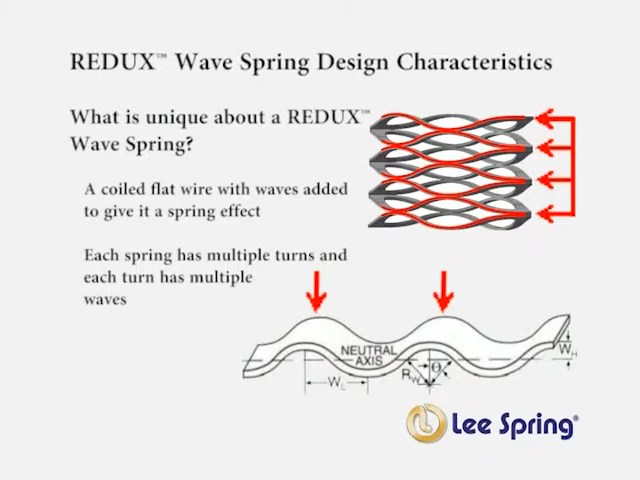 REDUX™ Wave Spring Design Characteristics
What is unique about a REDUX™
Wave Spring?
A coiled flat wire with waves added
to give it a spring effect
Each spring has multiple turns and
each turn has multiple
waves
NEUTRAL
AXIS
W_H
R_W
Θ
W_L
Lee Spring®